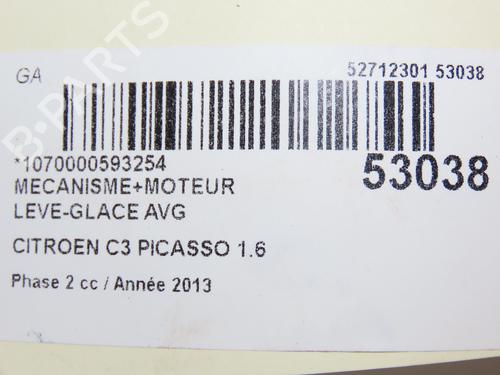 GA
52712301 53038
*1070000593254
53038
MECANISME+MOTEUR
LEVE-GLACE AVG
CITROEN C3 PICASSO 1.6
Phase 2 cc / Année 2013
B-PARTS